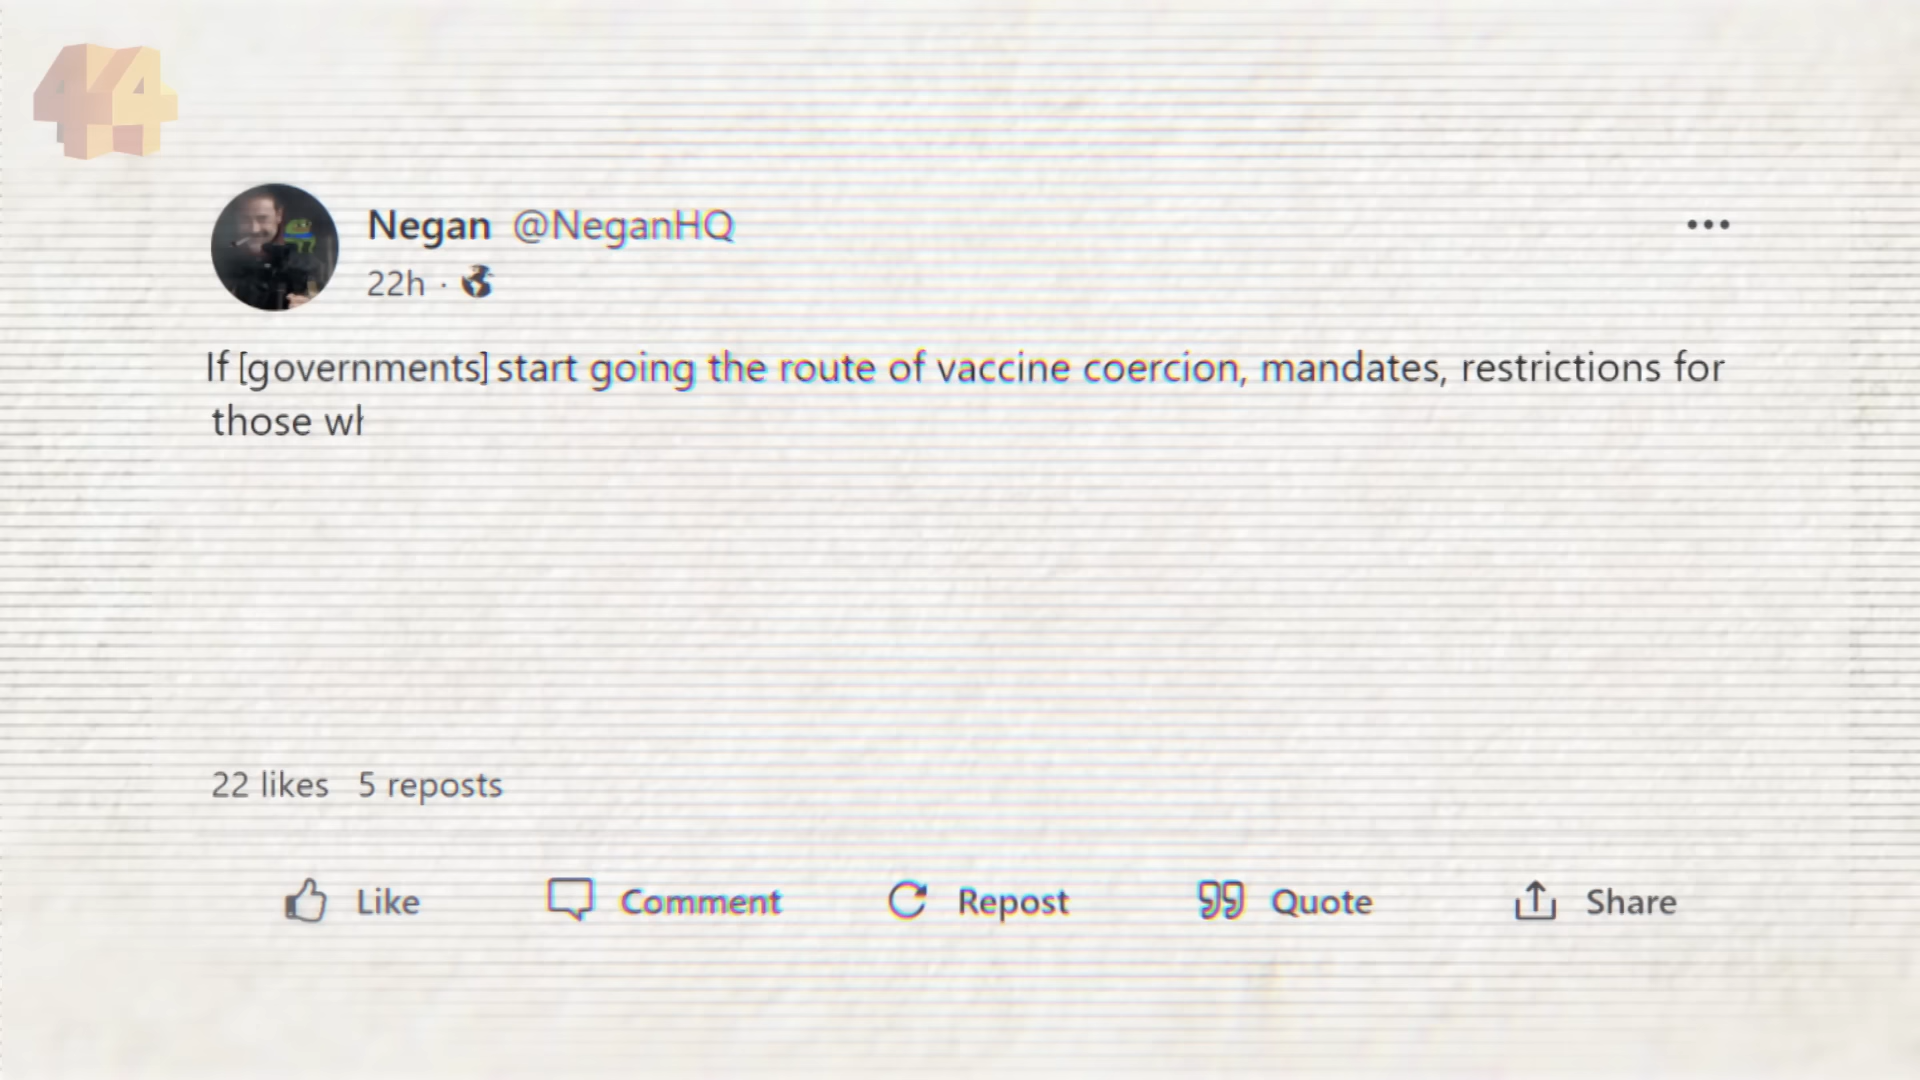 44
Negan @NeganHQ
22h ·
If [governments] start going the route of vaccine coercion, mandates, restrictions for
those wh
22 likes 5 reposts
Like Comment Repost Quote Share